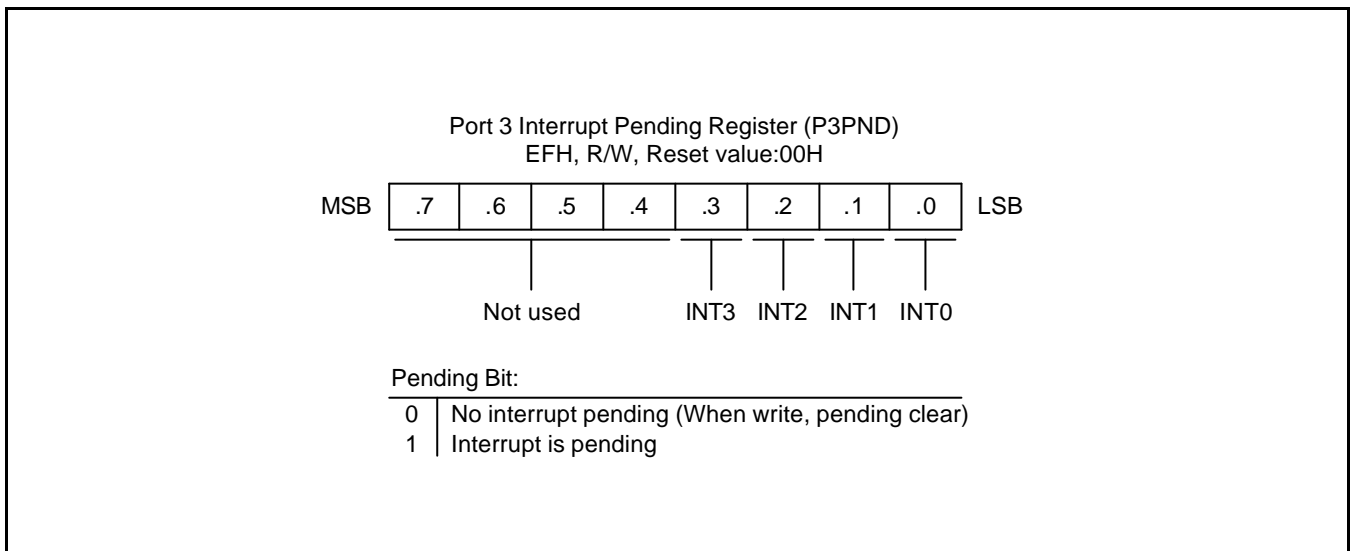 Port 3 Interrupt Pending Register (P3PND)
EFH, R/W, Reset value:00H
MSB .7 .6 .5 .4 .3 .2 .1 .0 LSB
Not used INT3 INT2 INT1 INT0
Pending Bit:
0 No interrupt pending (When write, pending clear)
1 Interrupt is pending